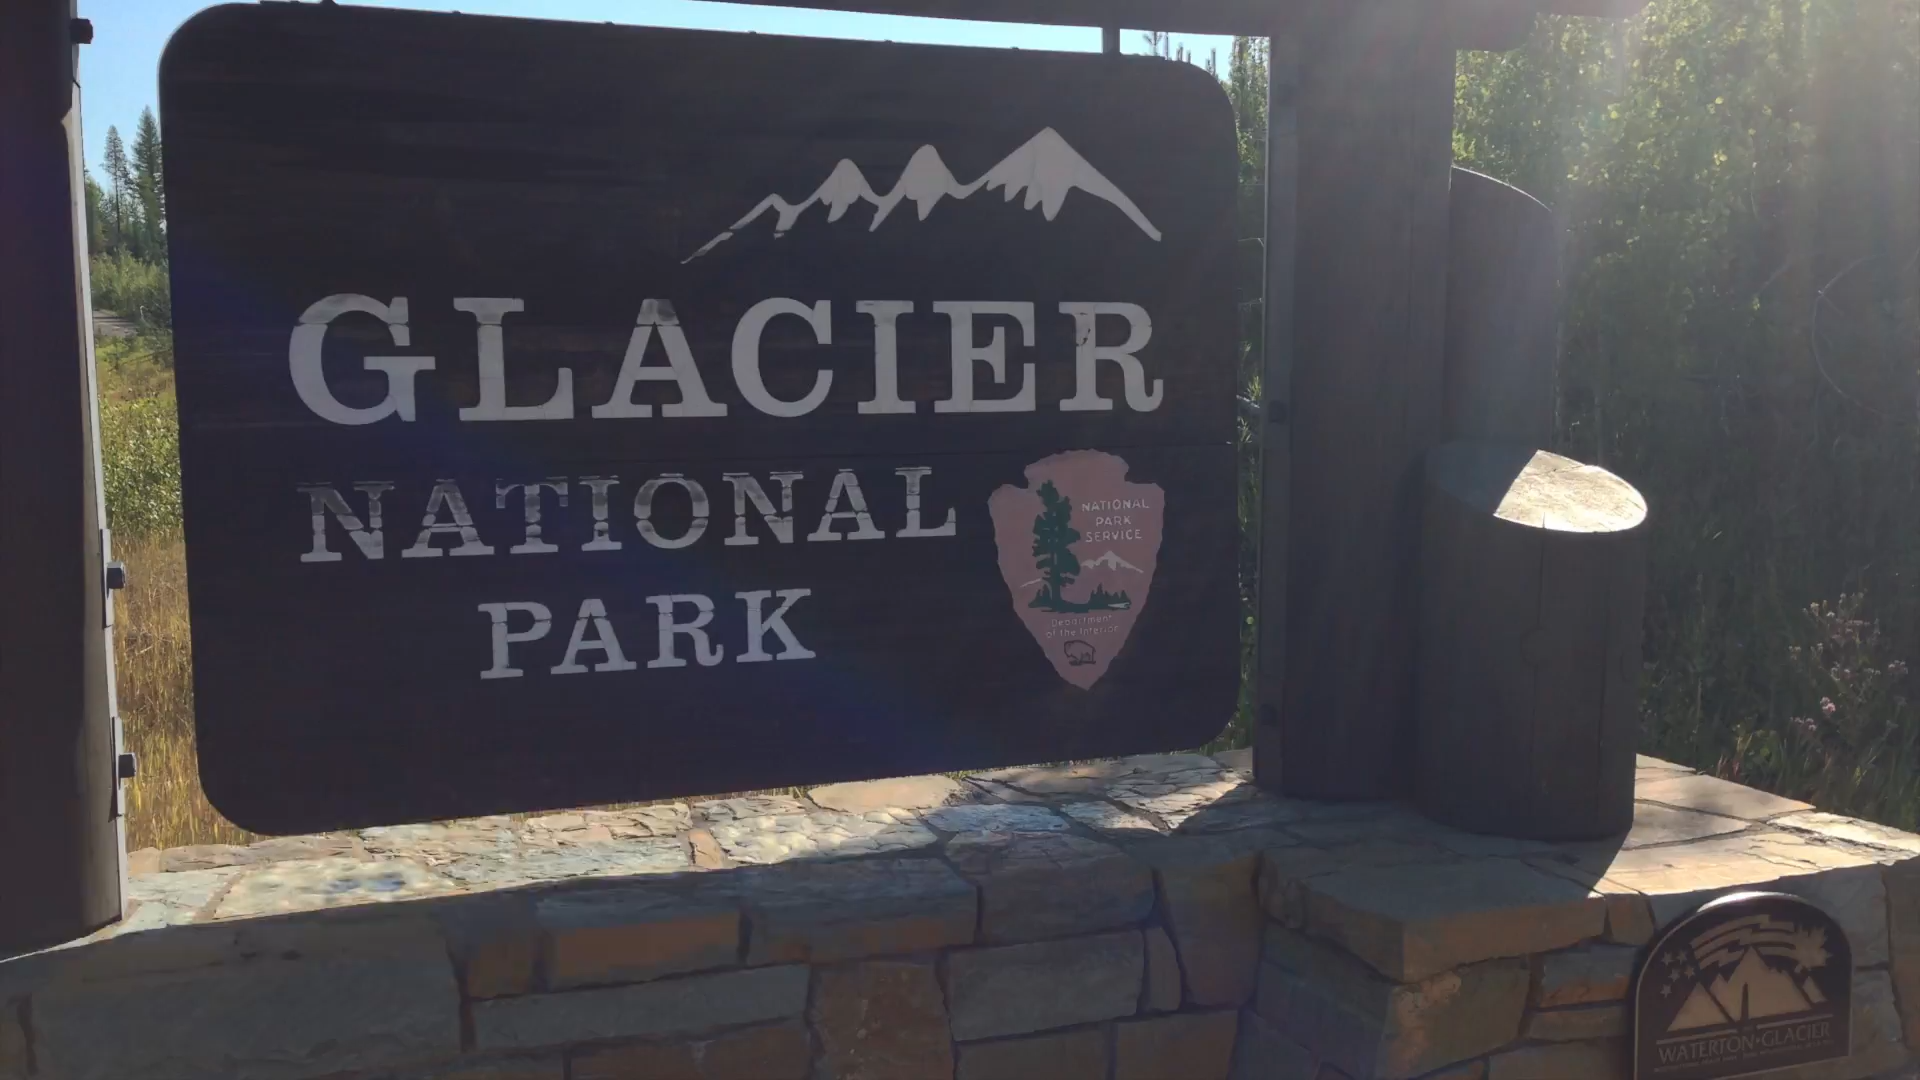 GLACIER
NATIONAL
PARK
NATIONAL
PARK
SERVICE
Department
of the Interior
WATERTON·GLACIER